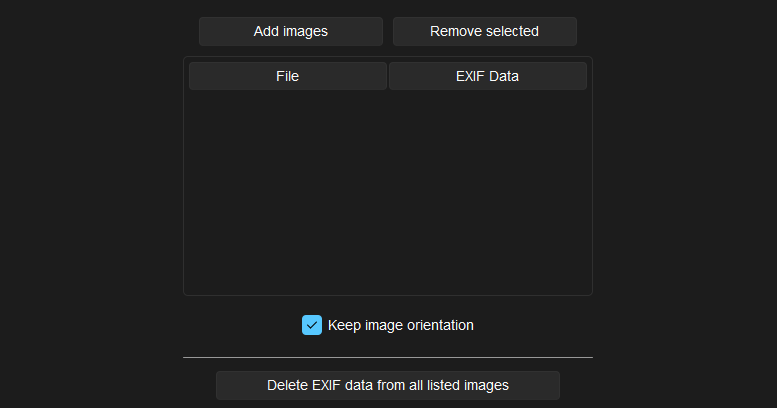 Add images Remove selected
File EXIF Data
Keep image orientation
Delete EXIF data from all listed images